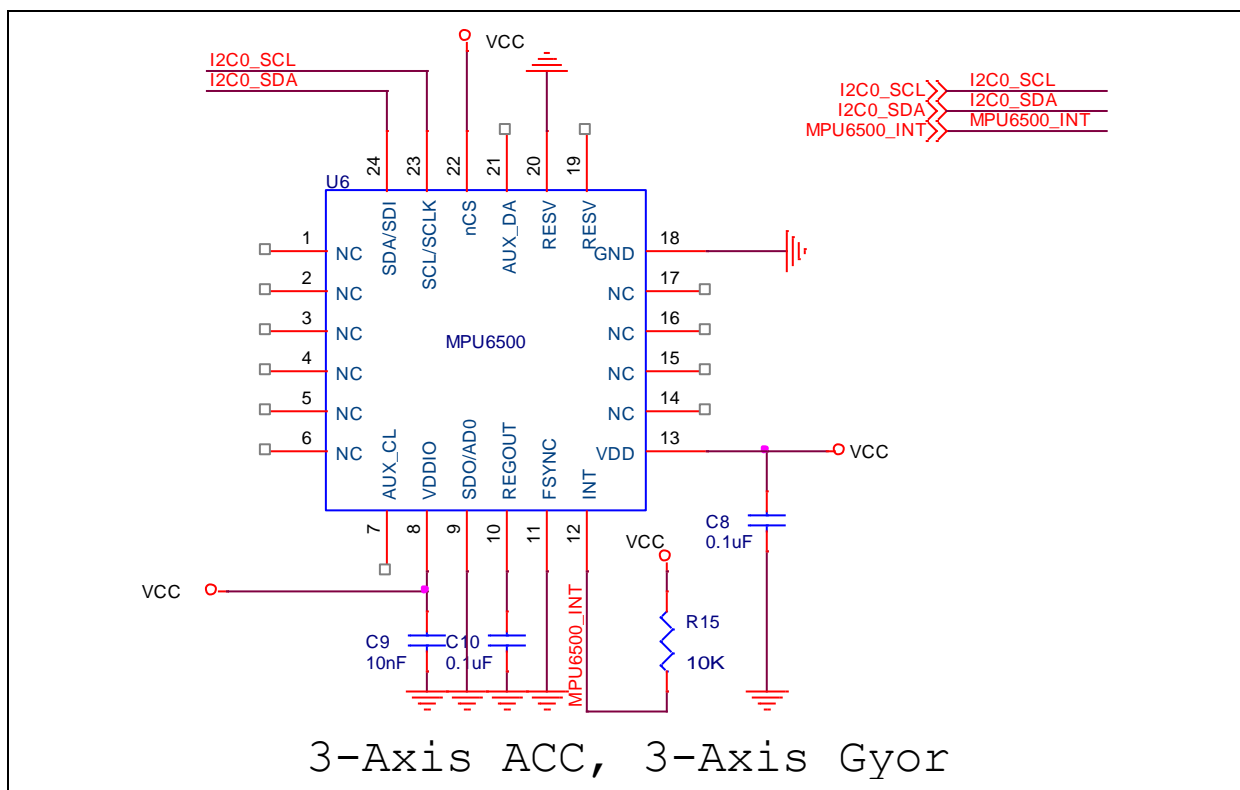 VCC
I2C0_SCL
I2C0_SDA
I2C0_SCL I2C0_SCL
I2C0_SDA I2C0_SDA
MPU6500_INT MPU6500_INT
24 23 22 21 20 19
U6
SDA/SDI SCL/SCLK nCS AUX_DA RESV RESV
1 NC GND 18
2 NC NC 17
3 NC NC 16
MPU6500
4 NC NC 15
5 NC NC 14
6 NC VDD 13 VCC
AUX_CL VDDIO SDO/AD0 REGOUT FSYNC INT
7 8 9 10 11 12
C8
0.1uF
VCC
VCC
MPU6500_INT
R15
10K
C9
10nF
C10
0.1uF
3-Axis ACC, 3-Axis Gyor